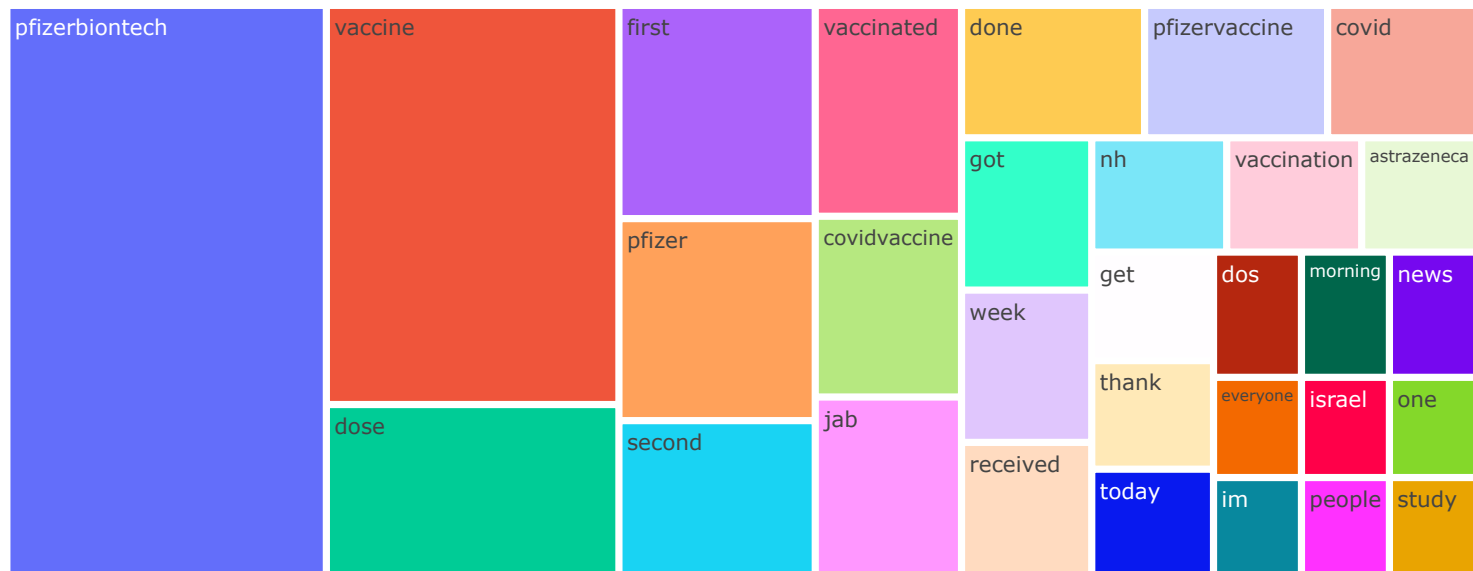 pfizerbiontech
vaccine
dose
first
pfizer
second
vaccinated
covidvaccine
jab
done
pfizervaccine
covid
got
week
received
nh
vaccination
astrazeneca
get
thank
today
dos
morning
news
everyone
israel
one
im
people
study